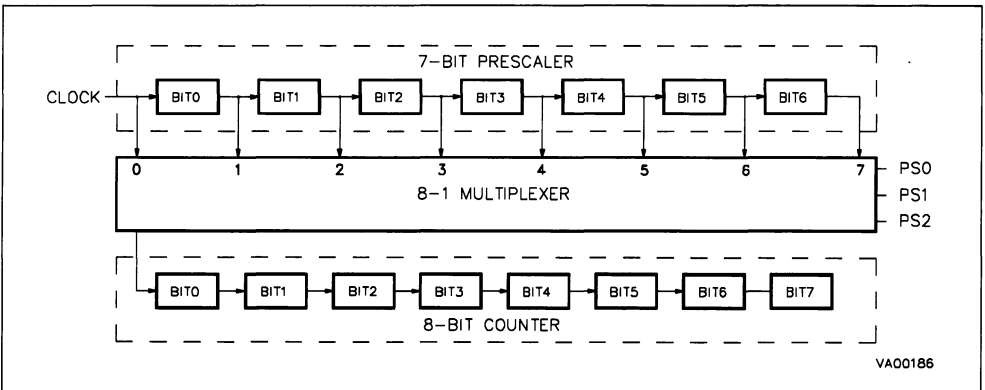 7-BIT PRESCALER
CLOCK BIT0 BIT1 BIT2 BIT3 BIT4 BIT5 BIT6
0 1 2 3 4 5 6 7 PS0
8-1 MULTIPLEXER PS1
PS2
BIT0 BIT1 BIT2 BIT3 BIT4 BIT5 BIT6 BIT7
8-BIT COUNTER
VA00186